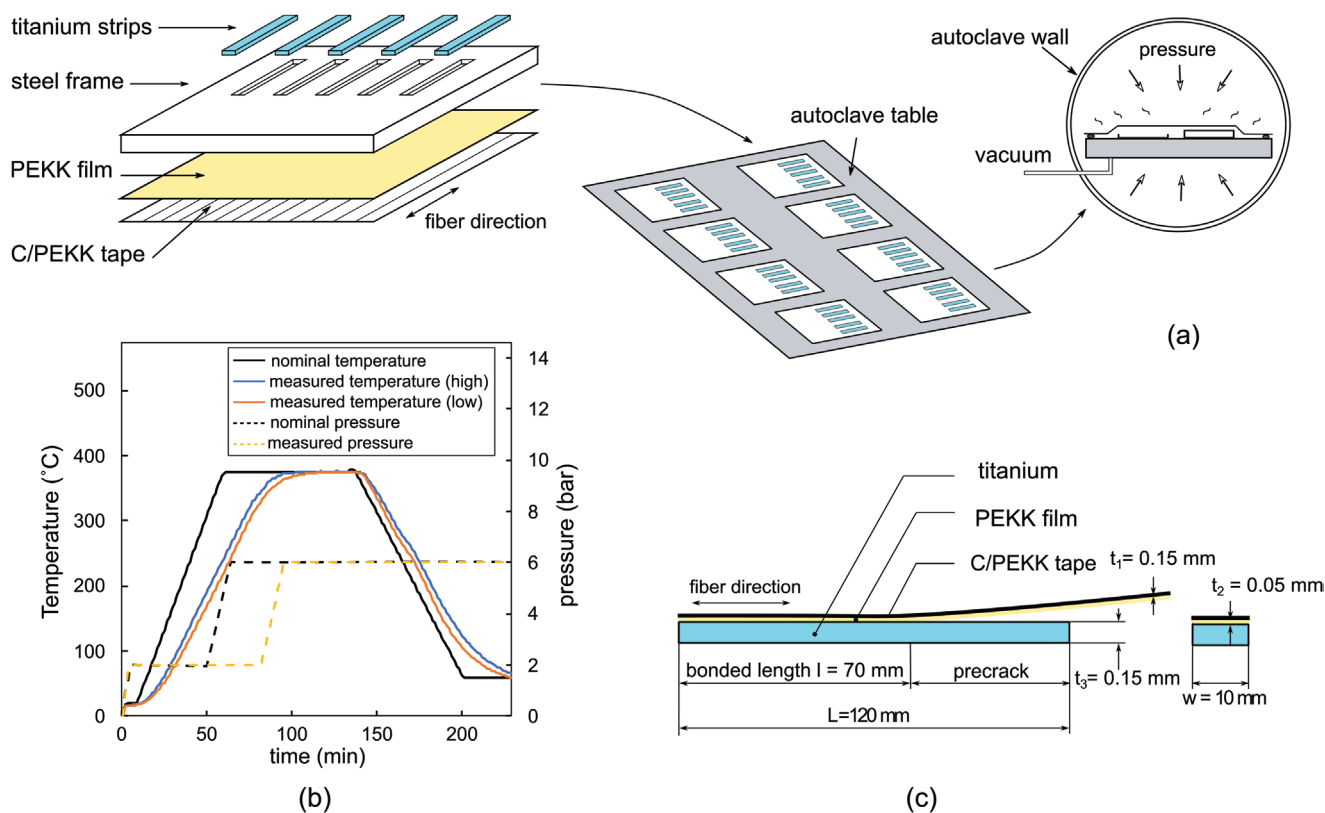 titanium strips
steel frame
PEKK film
C/PEKK tape
fiber direction
autoclave table
autoclave wall
pressure
vacuum
(a)
nominal temperature
measured temperature (high)
measured temperature (low)
nominal pressure
measured pressure
Temperature (˚C)
500
400
300
200
100
0
pressure (bar)
14
12
10
8
6
4
2
0
0
50
100
150
200
time (min)
(b)
titanium
PEKK film
C/PEKK tape
fiber direction
t1= 0.15 mm
t2= 0.05 mm
bonded length l = 70 mm
precrack
t3= 0.15 mm
w = 10 mm
L=120 mm
(c)